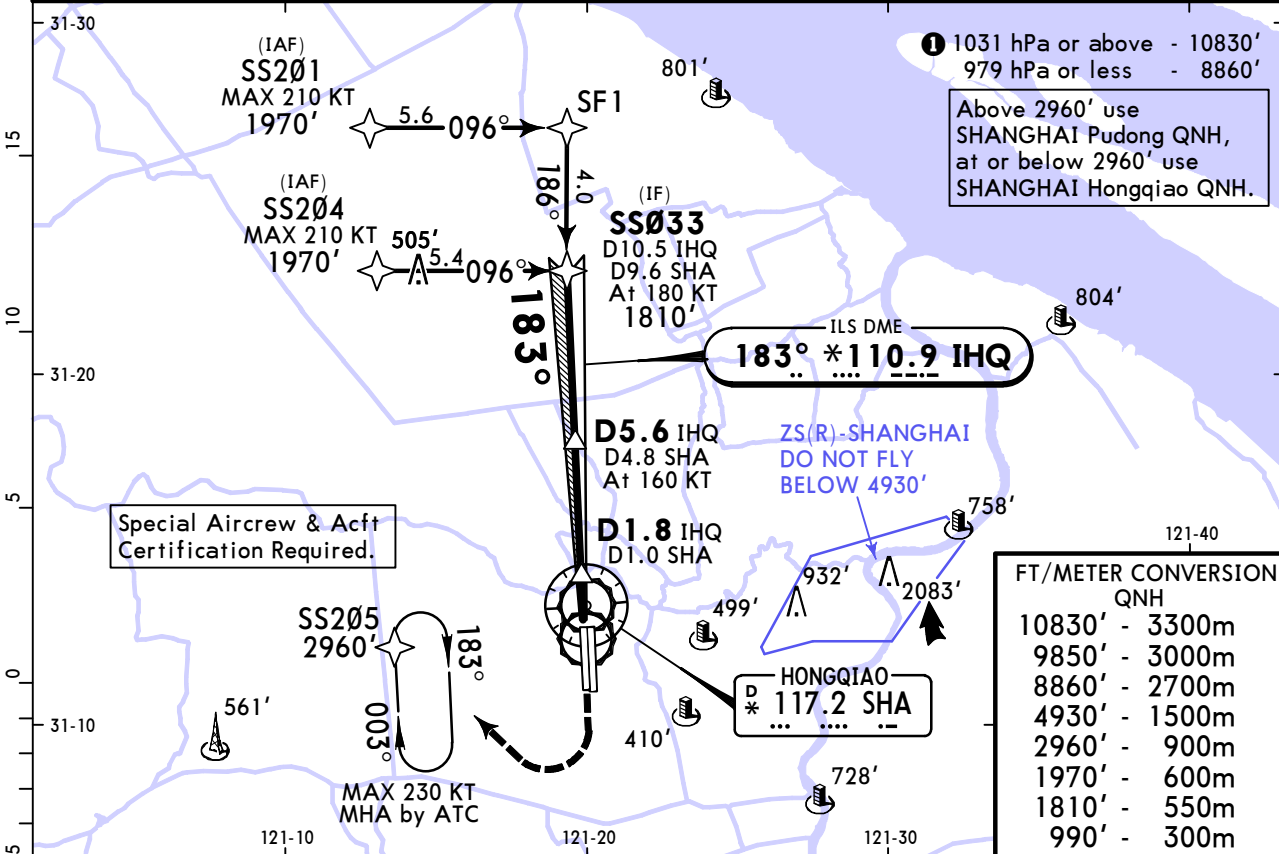 31-30
(IAF)
SS2Ø1
MAX 210 KT
1970'
5.6
096°
SF1
801'
1 1031 hPa or above - 10830'
979 hPa or less - 8860'
Above 2960' use
SHANGHAI Pudong QNH,
at or below 2960' use
SHANGHAI Hongqiao QNH.
15
186°
4.0
(IAF)
SS2Ø4
MAX 210 KT
1970'
505'
5.4
096°
(IF)
SSØ33
D10.5 IHQ
D9.6 SHA
At 180 KT
1810'
183°
804'
10
ILS DME
183° *110.9 IHQ
31-20
D5.6 IHQ
D4.8 SHA
At 160 KT
ZS(R)-SHANGHAI
DO NOT FLY
BELOW 4930'
5
Special Aircrew & Acft
Certification Required.
D1.8 IHQ
D1.0 SHA
758'
121-40
932'
2083'
499'
SS2Ø5
2960'
183°
003°
0
HONGQIAO
D
* 117.2 SHA
31-10
561'
410'
728'
MAX 230 KT
MHA by ATC
121-10
121-20
121-30
5
FT/METER CONVERSION
QNH
10830' - 3300m
9850' - 3000m
8860' - 2700m
4930' - 1500m
2960' - 900m
1970' - 600m
1810' - 550m
990' - 300m